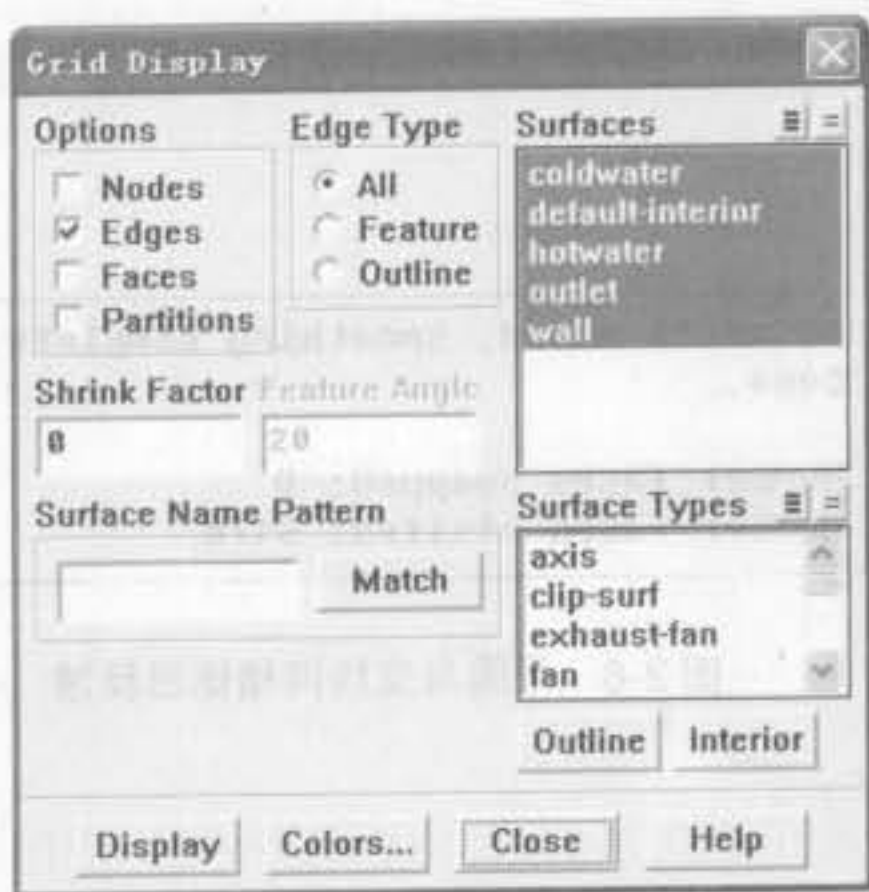 Grid Display
Options
Nodes
Edges
Faces
Partitions
Edge Type
All
Feature
Outline
Surfaces
coldwater
default-interior
hotwater
outlet
wall
Shrink Factor
0
Feature Angle
20
Surface Name Pattern
Match
Surface Types
axis
clip-surf
exhaust-fan
fan
Outline
Interior
Display
Colors...
Close
Help